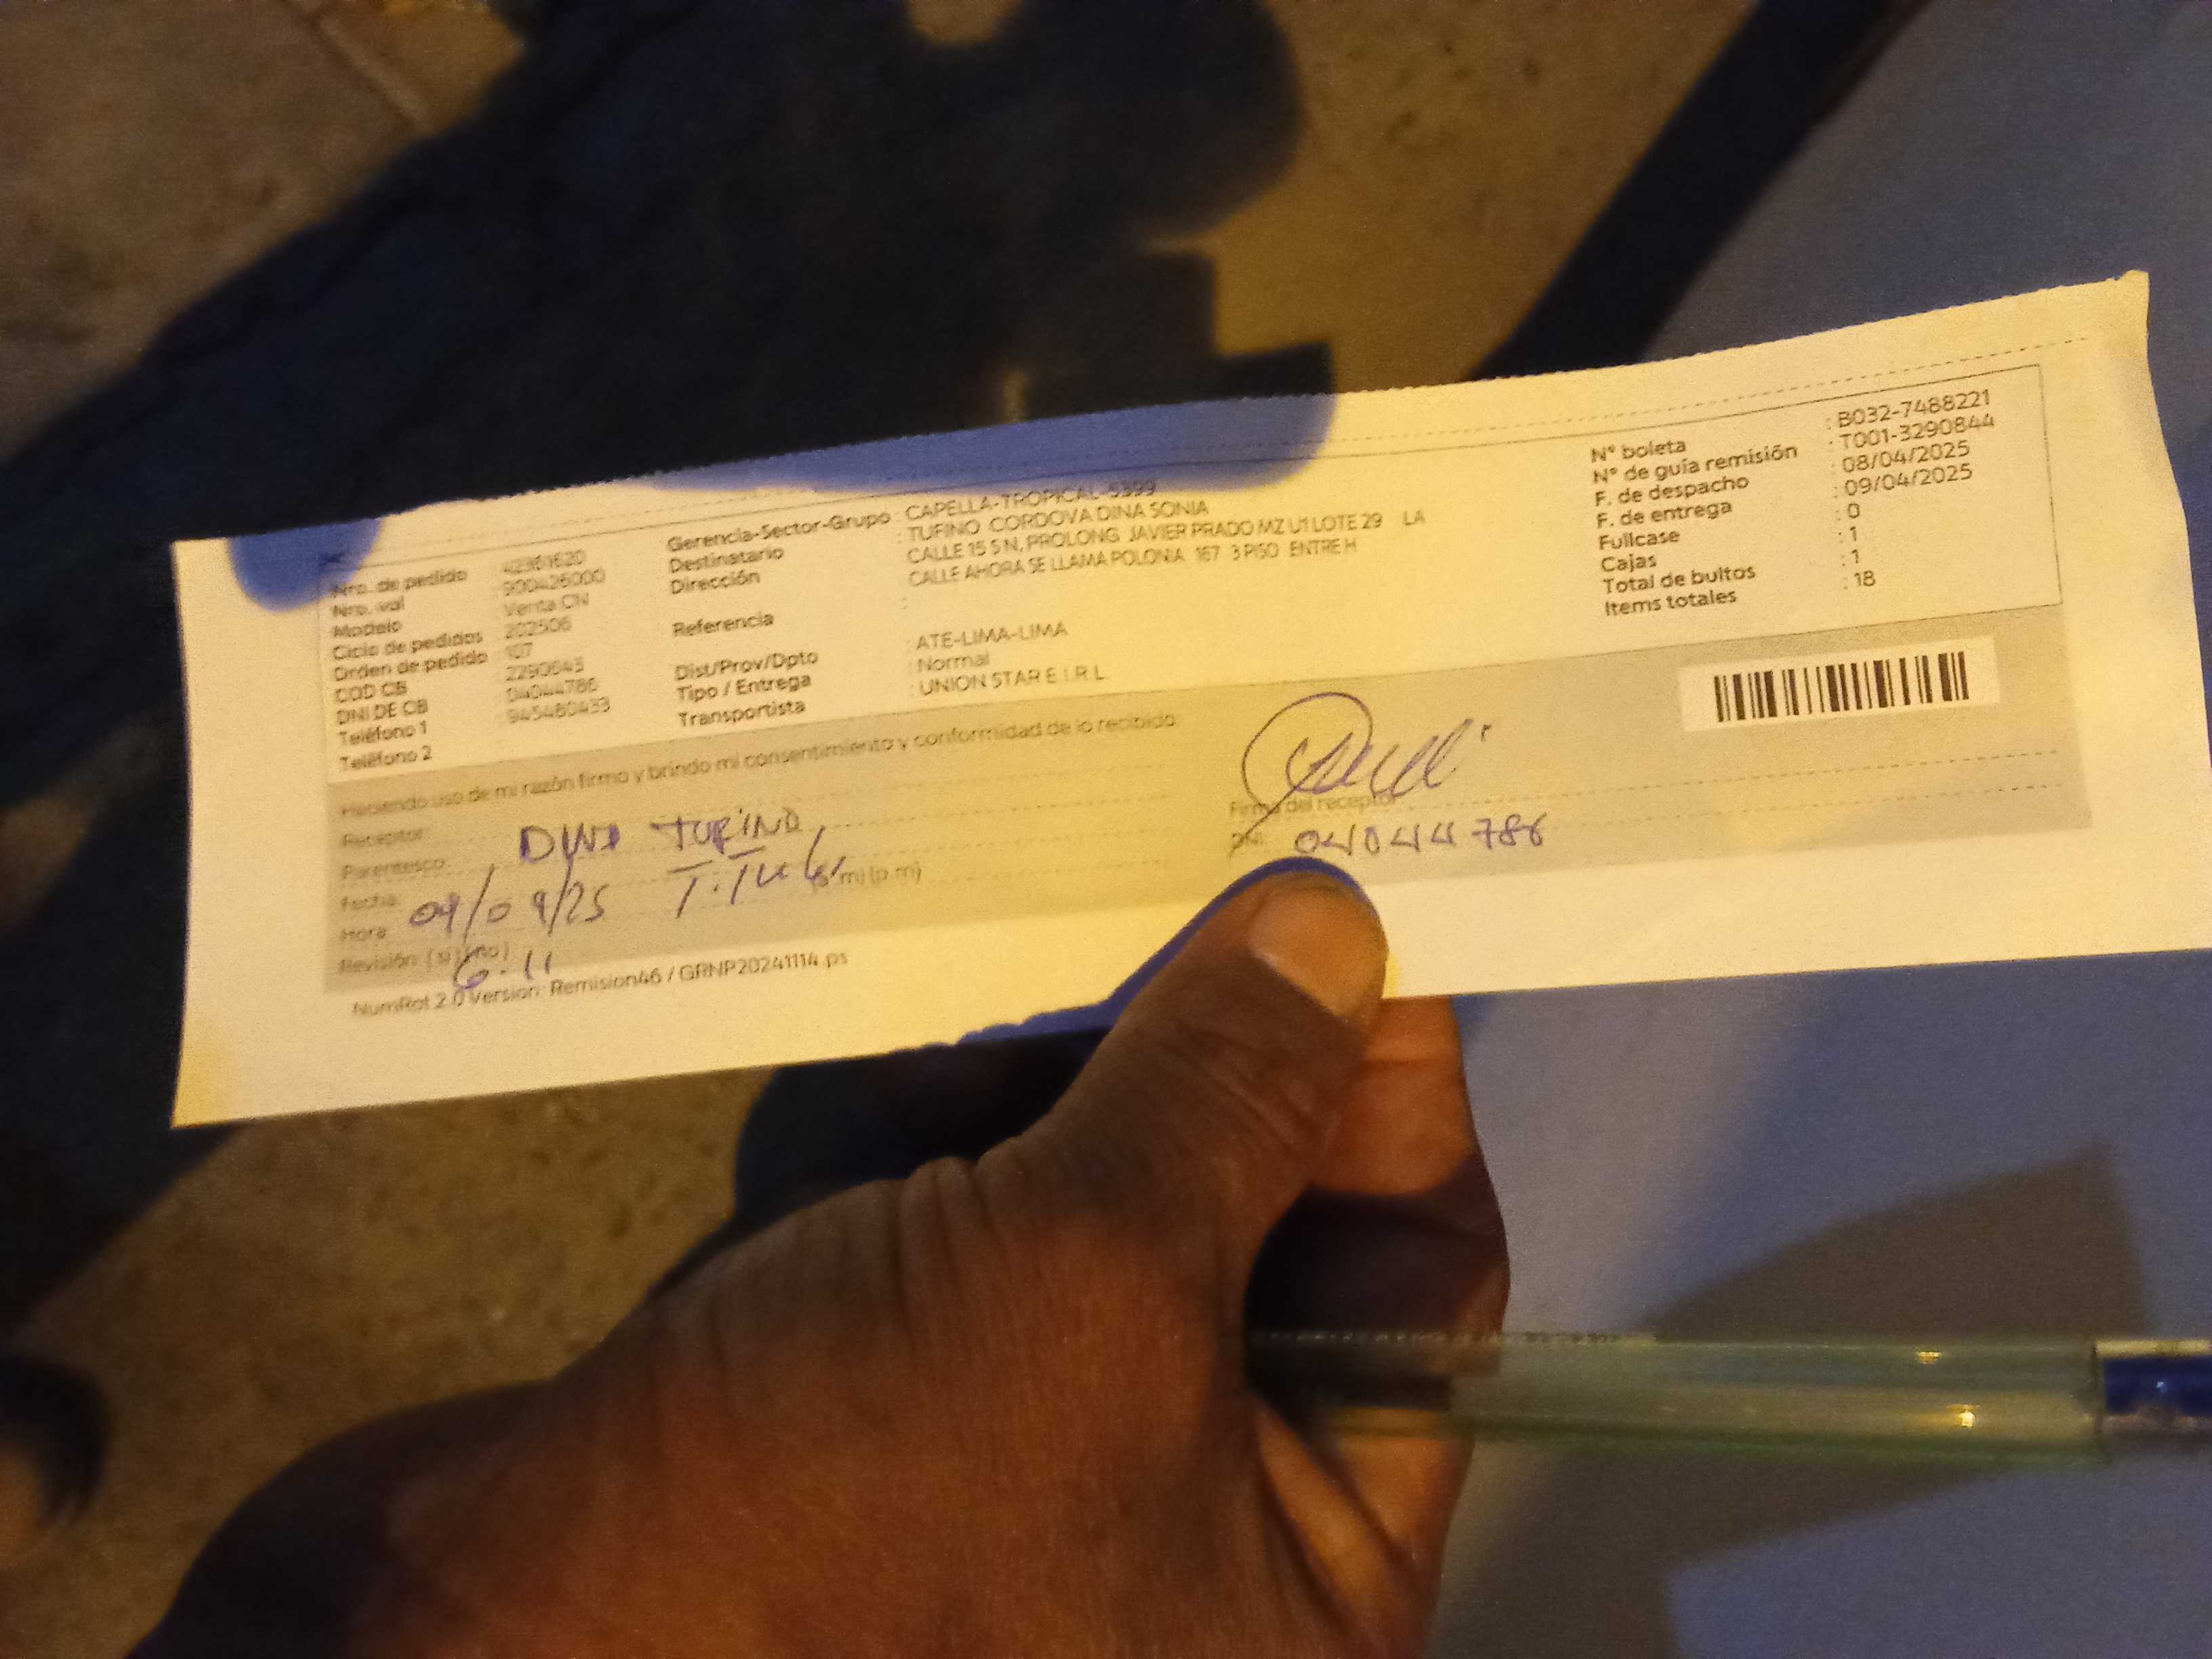 Nro. de pedido 42361620
Nro. val 900426000
Modelo Venta CN
Ciclo de pedidos 202506
Orden de pedido 107
COD CB 2290643
DNI DE CB 04044786
Teléfono 1 945480433
Teléfono 2
Gerencia-Sector-Grupo : CAPELLA-TROPICAL-5399
Destinatario : TUFINO CORDOVA DINA SONIA
Dirección CALLE 15 S N, PROLONG JAVIER PRADO MZ U1 LOTE 29 LA
CALLE AHORA SE LLAMA POLONIA 167 3 PISO ENTRE H
Referencia :
Dist/Prov/Dpto : ATE-LIMA-LIMA
Tipo / Entrega : Normal
Transportista : UNION STAR E.I.R.L.
N° boleta : B032-7488221
N° de guía remisión : T001-3290844
F. de despacho : 08/04/2025
F. de entrega : 09/04/2025
Fullcase : 0
Cajas : 1
Total de bultos : 1
Items totales : 18
Haciendo uso de mi razón firmo y brindo mi consentimiento y conformidad de lo recibido
Receptor: DINA TUFINO
Parentesco:
Fecha: 09/04/25
Hora (a m) (p m)
Revisión (si) (no) 6.11
Firma del receptor
DNI 04044786
NumRot 2.0 Version: Remision46 / GRNP20241114.ps